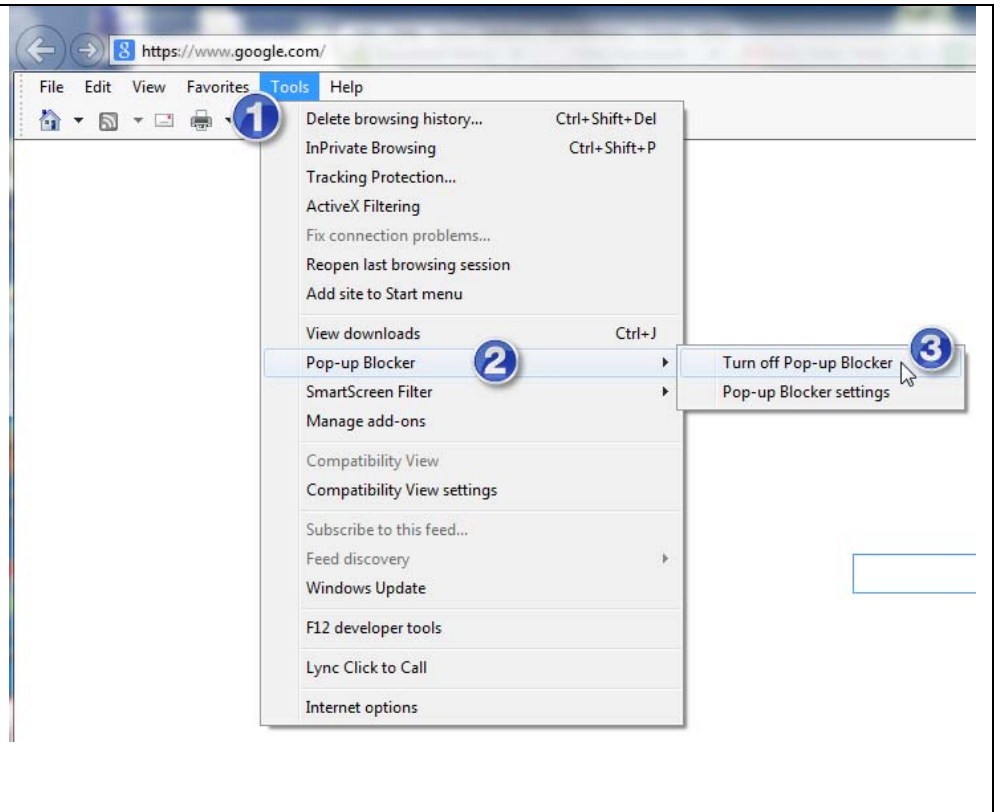 8 https://www.google.com/
File Edit View Favorites Tools Help
1
Delete browsing history... Ctrl+Shift+Del
InPrivate Browsing Ctrl+Shift+P
Tracking Protection...
ActiveX Filtering
Fix connection problems...
Reopen last browsing session
Add site to Start menu
View downloads Ctrl+J
Pop-up Blocker 2
Turn off Pop-up Blocker 3
SmartScreen Filter
Pop-up Blocker settings
Manage add-ons
Compatibility View
Compatibility View settings
Subscribe to this feed...
Feed discovery
Windows Update
F12 developer tools
Lync Click to Call
Internet options